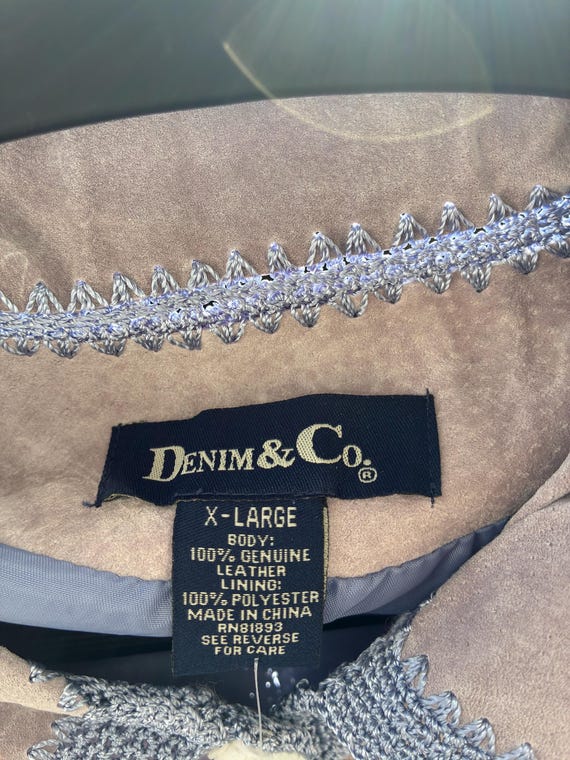 DENIM & CO.®
X-LARGE
BODY:
100% GENUINE
LEATHER
LINING:
100% POLYESTER
MADE IN CHINA
RN81893
SEE REVERSE
FOR CARE